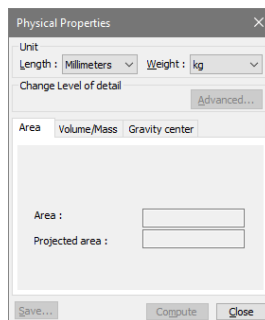 Physical Properties
Unit
Length : Millimeters Weight : kg
Change Level of detail
Advanced...
Area Volume/Mass Gravity center
Area :
Projected area :
Save... Compute Close